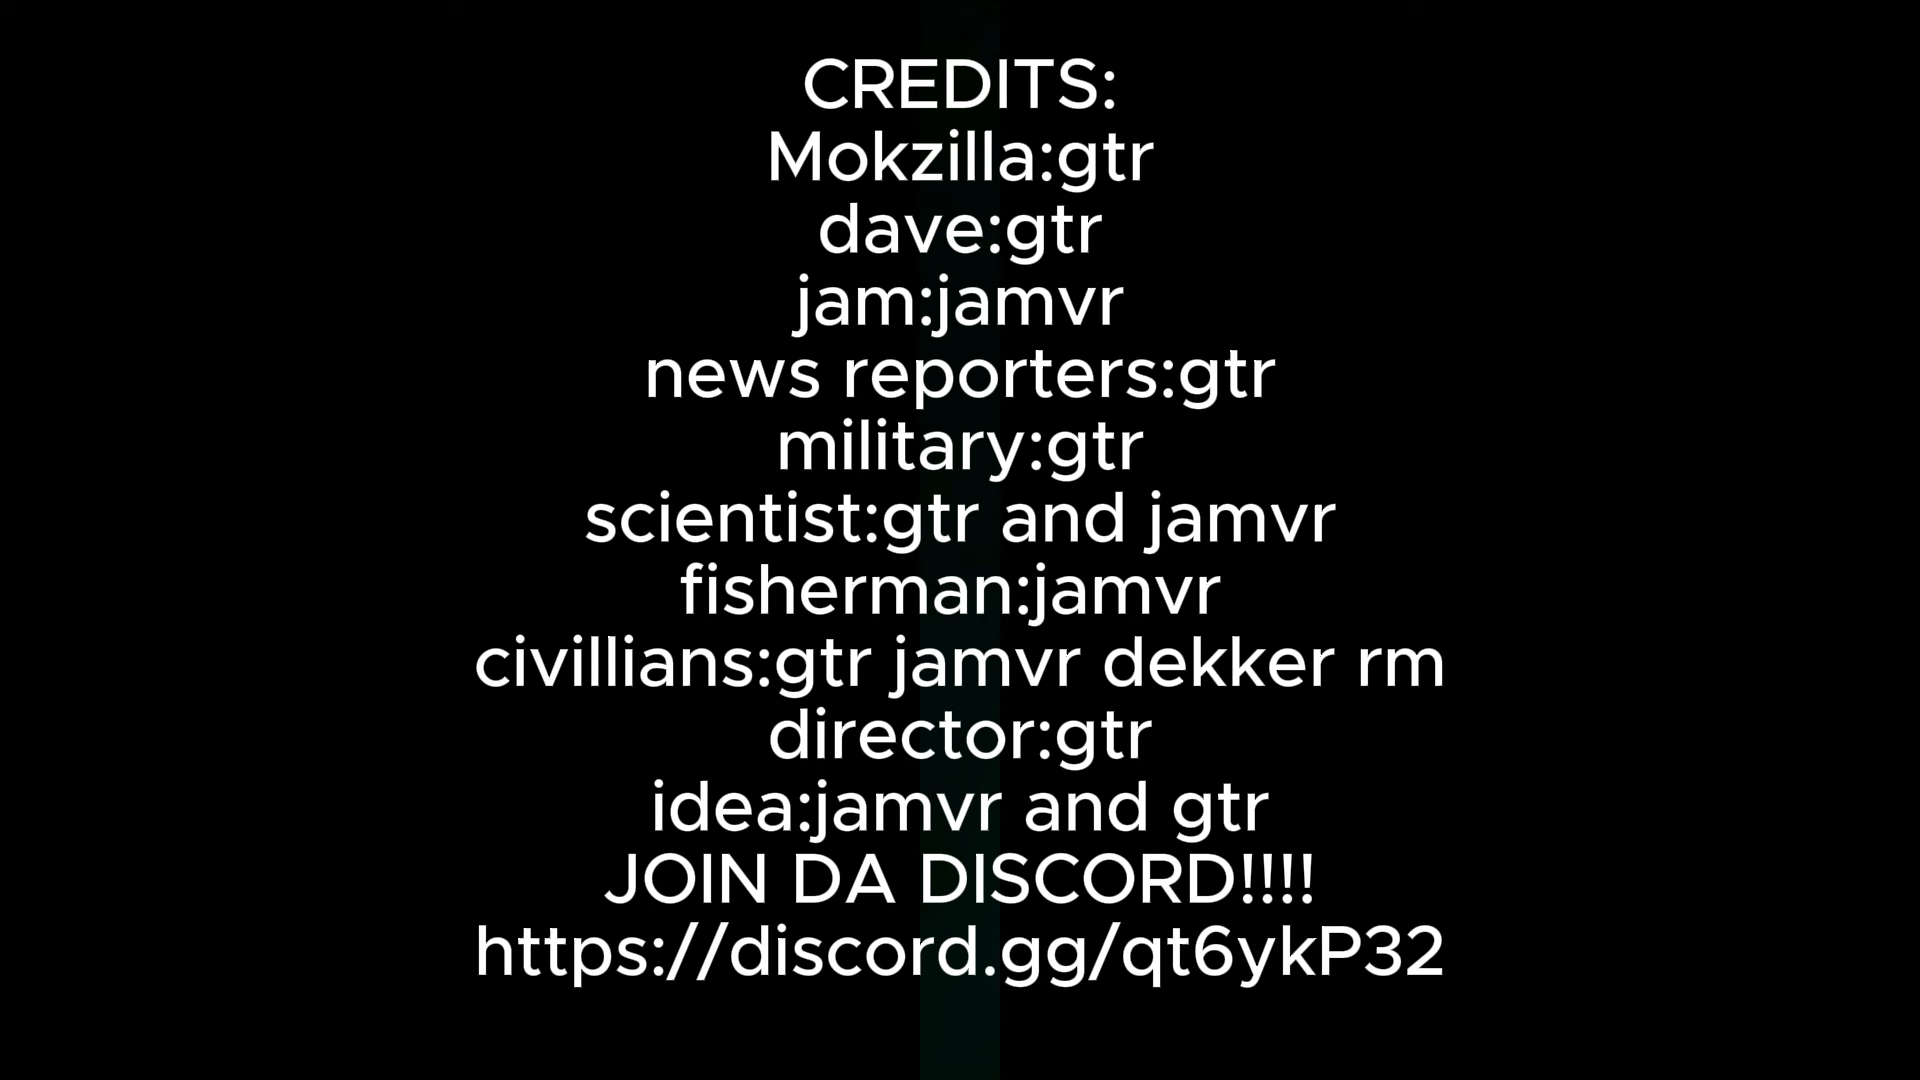 CREDITS:
Mokzilla:gtr
dave:gtr
jam:jamvr
news reporters:gtr
military:gtr
scientist:gtr and jamvr
fisherman:jamvr
civillians:gtr jamvr dekker rm
director:gtr
idea:jamvr and gtr
JOIN DA DISCORD!!!!
https://discord.gg/qt6ykP32